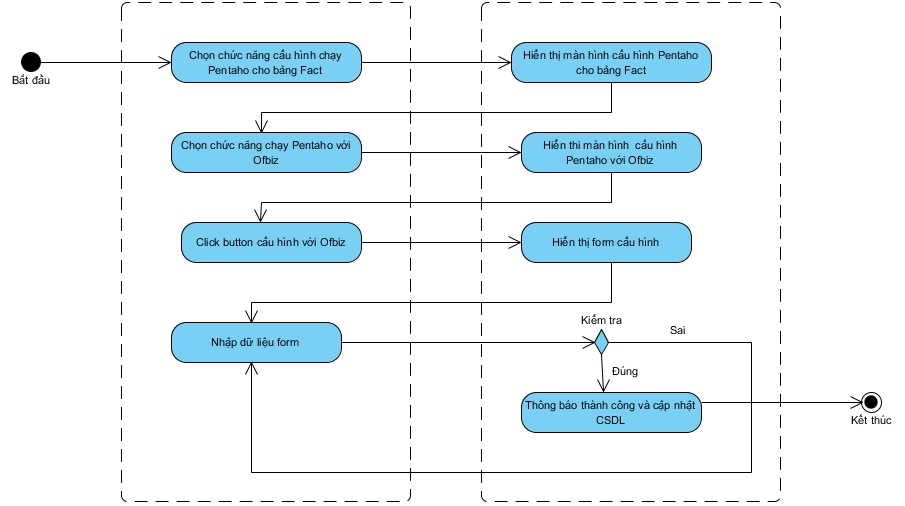 Bắt đầu
Chọn chức năng cấu hình chạy
Pentaho cho bảng Fact
Hiển thị màn hình cấu hình Pentaho
cho bảng Fact
Chọn chức năng chạy Pentaho với
Ofbiz
Hiển thi màn hình cấu hình
Pentaho với Ofbiz
Click button cấu hình với Ofbiz
Hiển thị form cấu hình
Nhập dữ liệu form
Kiểm tra
Sai
Đúng
Thông báo thành công và cập nhật
CSDL
Kết thúc